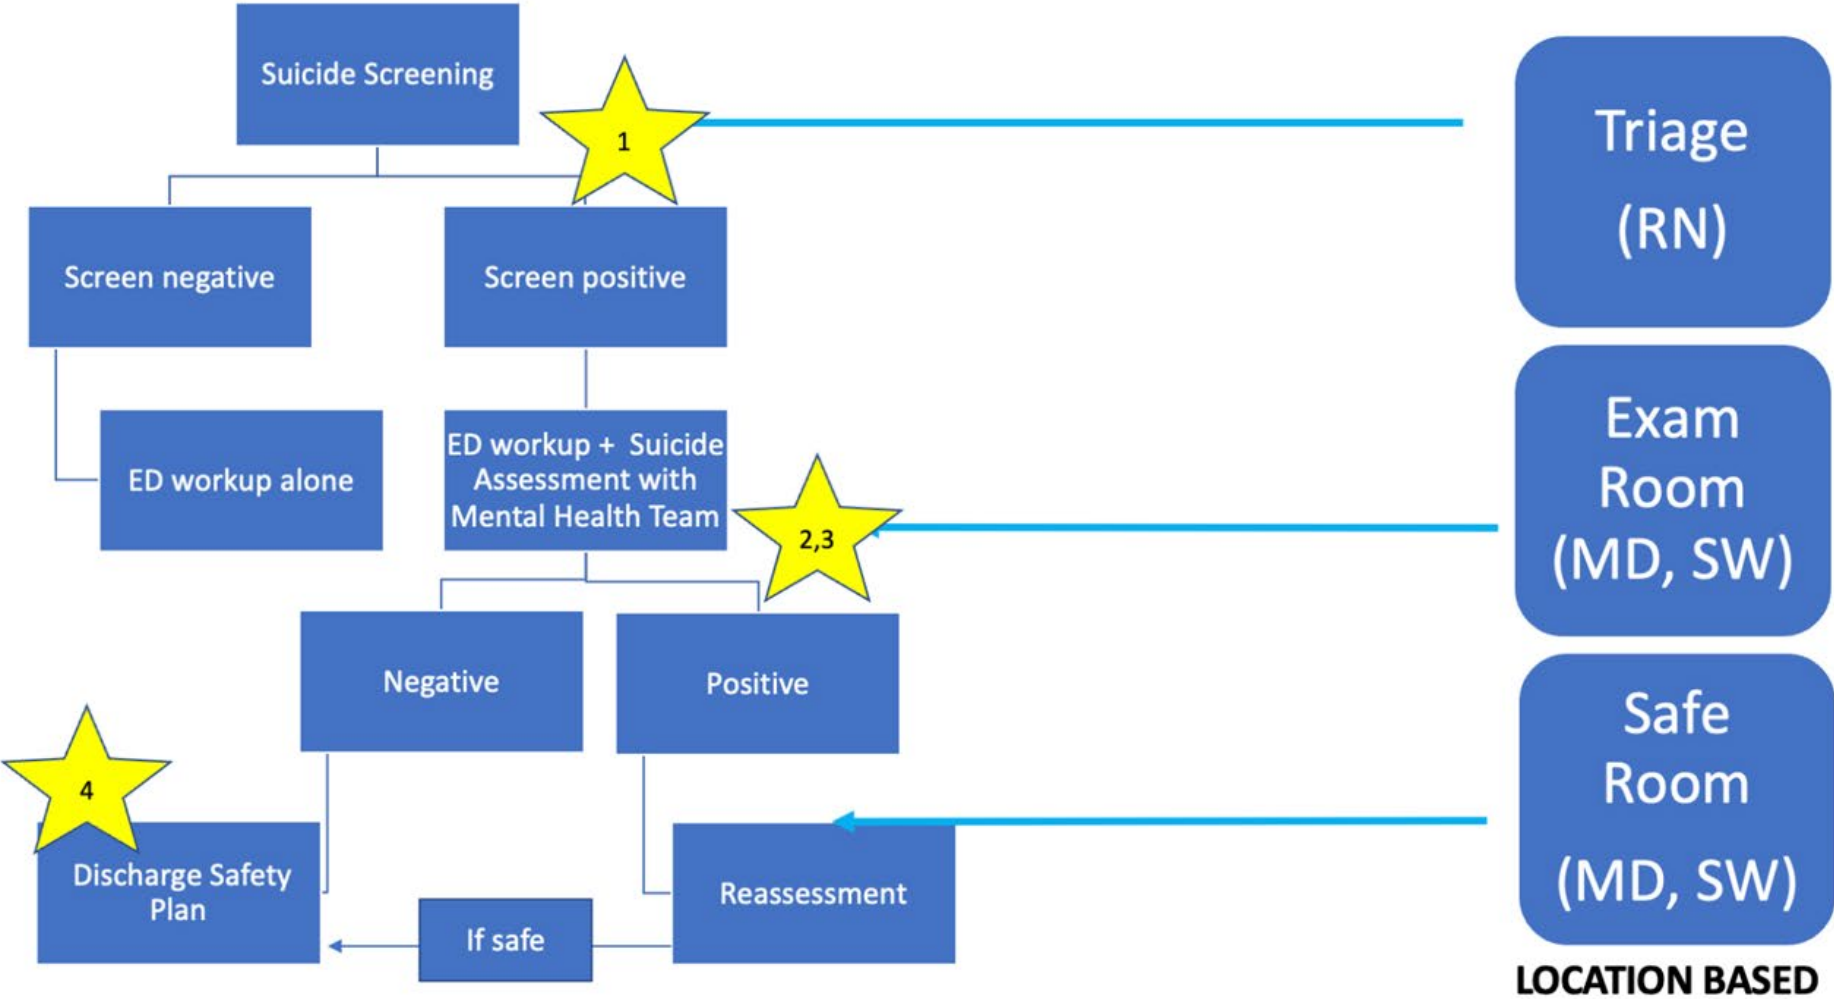 Suicide Screening
1
Triage
(RN)
Screen negative
Screen positive
Exam
Room
(MD, SW)
ED workup alone
ED workup + Suicide
Assessment with
Mental Health Team
2,3
Negative
Positive
Safe
Room
(MD, SW)
4
Discharge Safety
Plan
If safe
Reassessment
LOCATION BASED